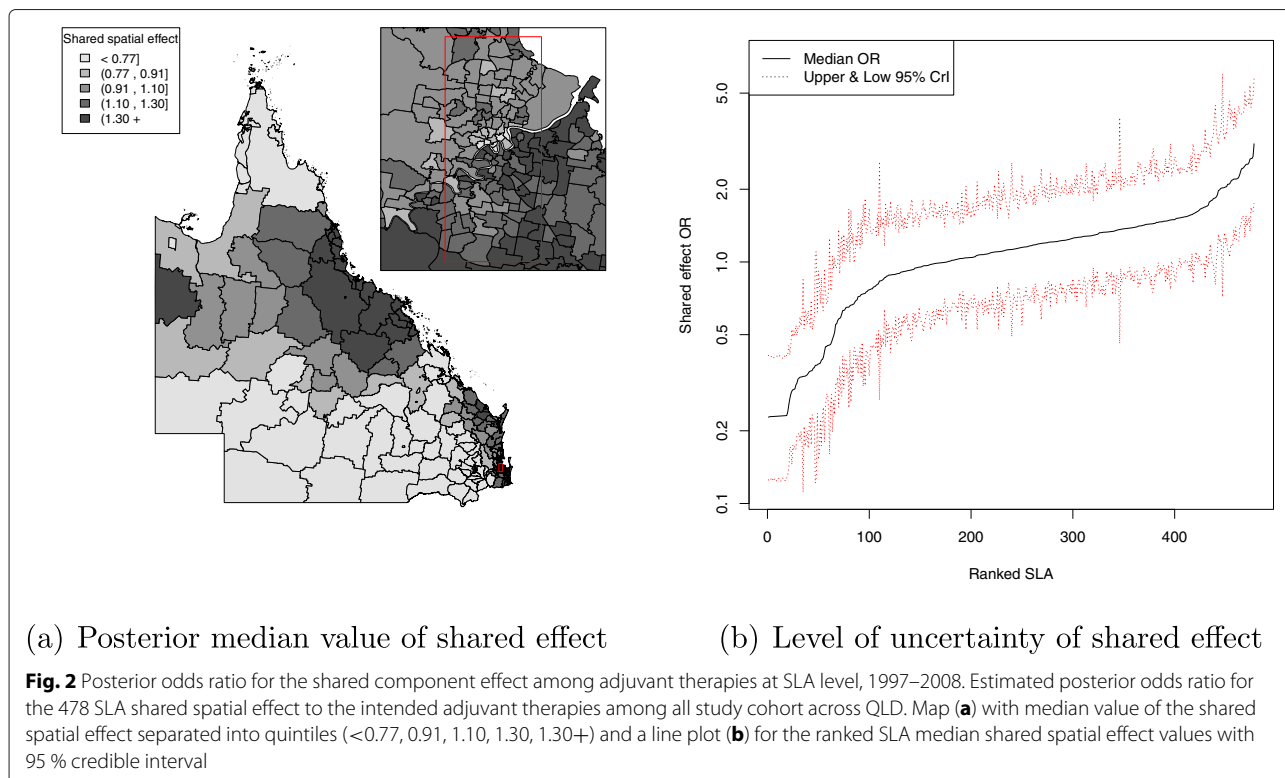 Shared spatial effect
< 0.77]
(0.77 , 0.91]
(0.91 , 1.10]
(1.10 , 1.30]
(1.30 +
Median OR
Upper & Low 95% CrI
Shared effect OR
5.0
2.0
1.0
0.5
0.2
0.1
0
100
200
300
400
Ranked SLA
(a) Posterior median value of shared effect
(b) Level of uncertainty of shared effect
Fig. 2 Posterior odds ratio for the shared component effect among adjuvant therapies at SLA level, 1997–2008. Estimated posterior odds ratio for
the 478 SLA shared spatial effect to the intended adjuvant therapies among all study cohort across QLD. Map (a) with median value of the shared
spatial effect separated into quintiles (<0.77, 0.91, 1.10, 1.30, 1.30+) and a line plot (b) for the ranked SLA median shared spatial effect values with
95 % credible interval